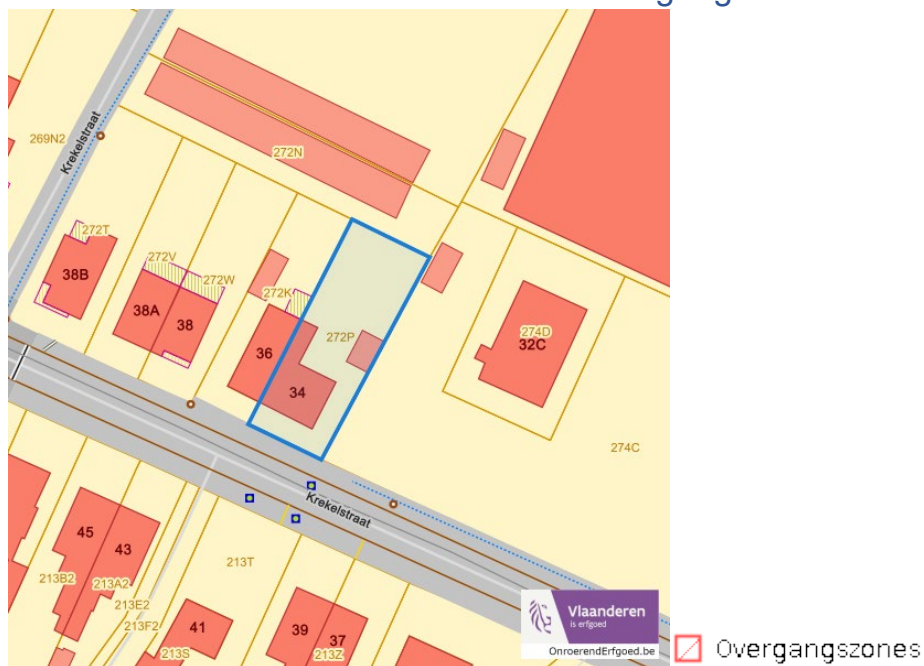 Krekelstraat
269N2
272N
272T
38B
272V
272W
38A
38
272K
36
34
272P
274D
32C
274C
Krekelstraat
45
43
213T
213B2
213A2
213E2
213F2
41
213S
39
37
213Z
Vlaanderen
is erfgoed
OnroerendErfgoed.be
Overgangszones